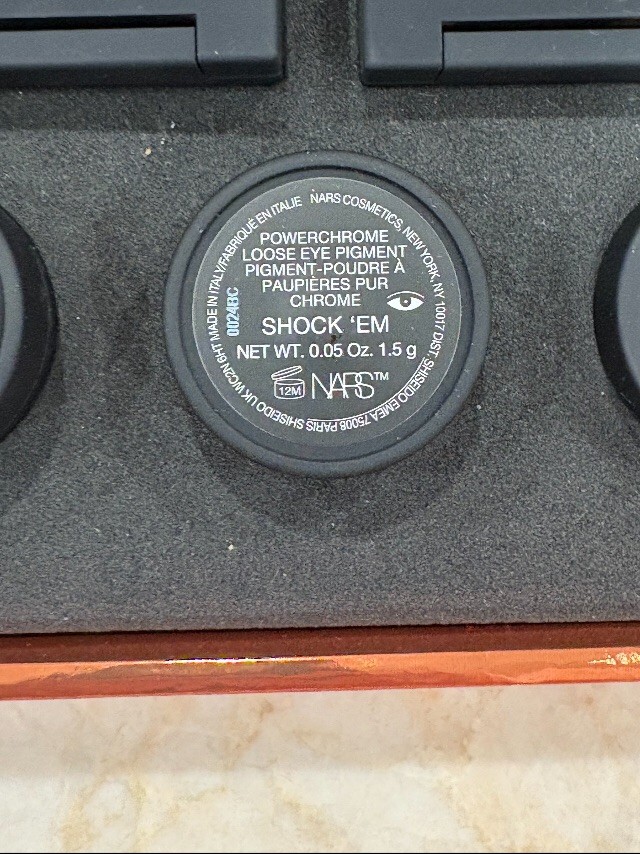 MADE IN ITALY/FABRIQUÉ EN ITALIE NARS COSMETICS, NEW YORK, NY 10017 DIST. SHISEIDO EMEA 75008 PARIS SHISEIDO UK WC2N 6HT
POWERCHROME
LOOSE EYE PIGMENT
PIGMENT-POUDRE À
PAUPIÈRES PUR
CHROME
0024BC
SHOCK ‘EM
NET WT. 0.05 Oz. 1.5 g
12M NARS™